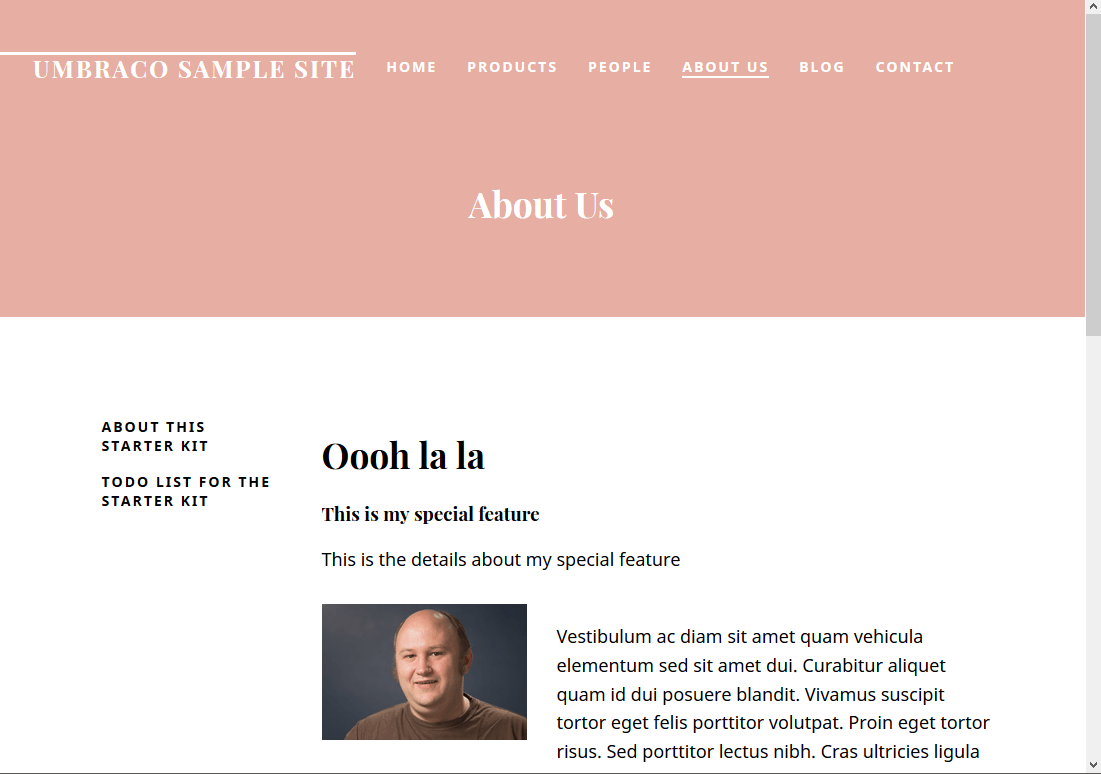 UMBRACO SAMPLE SITE
HOME
PRODUCTS
PEOPLE
ABOUT US
BLOG
CONTACT
About Us
ABOUT THIS
STARTER KIT
TODO LIST FOR THE
STARTER KIT
Oooh la la
This is my special feature
This is the details about my special feature
Vestibulum ac diam sit amet quam vehicula
elementum sed sit amet dui. Curabitur aliquet
quam id dui posuere blandit. Vivamus suscipit
tortor eget felis porttitor volutpat. Proin eget tortor
risus. Sed porttitor lectus nibh. Cras ultricies ligula